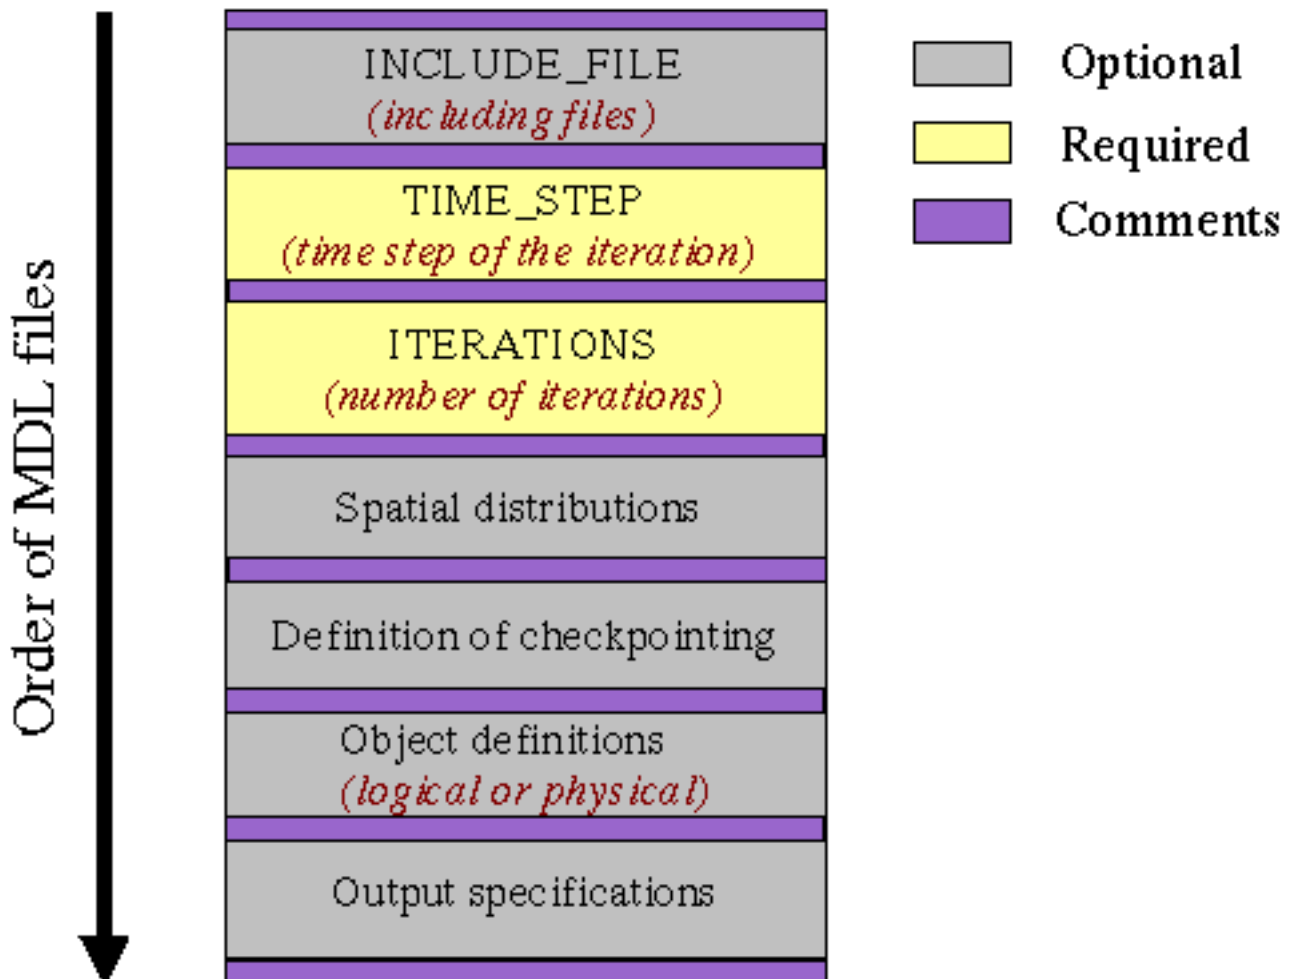 INCLUDE_FILE
(including files)
TIME_STEP
(time step of the iteration)
ITERATIONS
(number of iterations)
Spatial distributions
Definition of checkpointing
Object definitions
(logical or physical)
Output specifications
Order of MDL files
Optional
Required
Comments